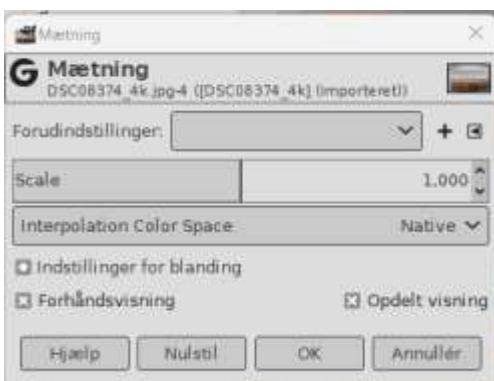 Mætning
G Mætning
DSC08374_4k.jpg-4 ([DSC08374_4k] (importeret))
Forudindstillinger:
Scale 1.000
Interpolation Color Space Native
Indstillinger for blanding
Forhåndsvisning Opdelt visning
Hjælp Nulstil OK Annullér